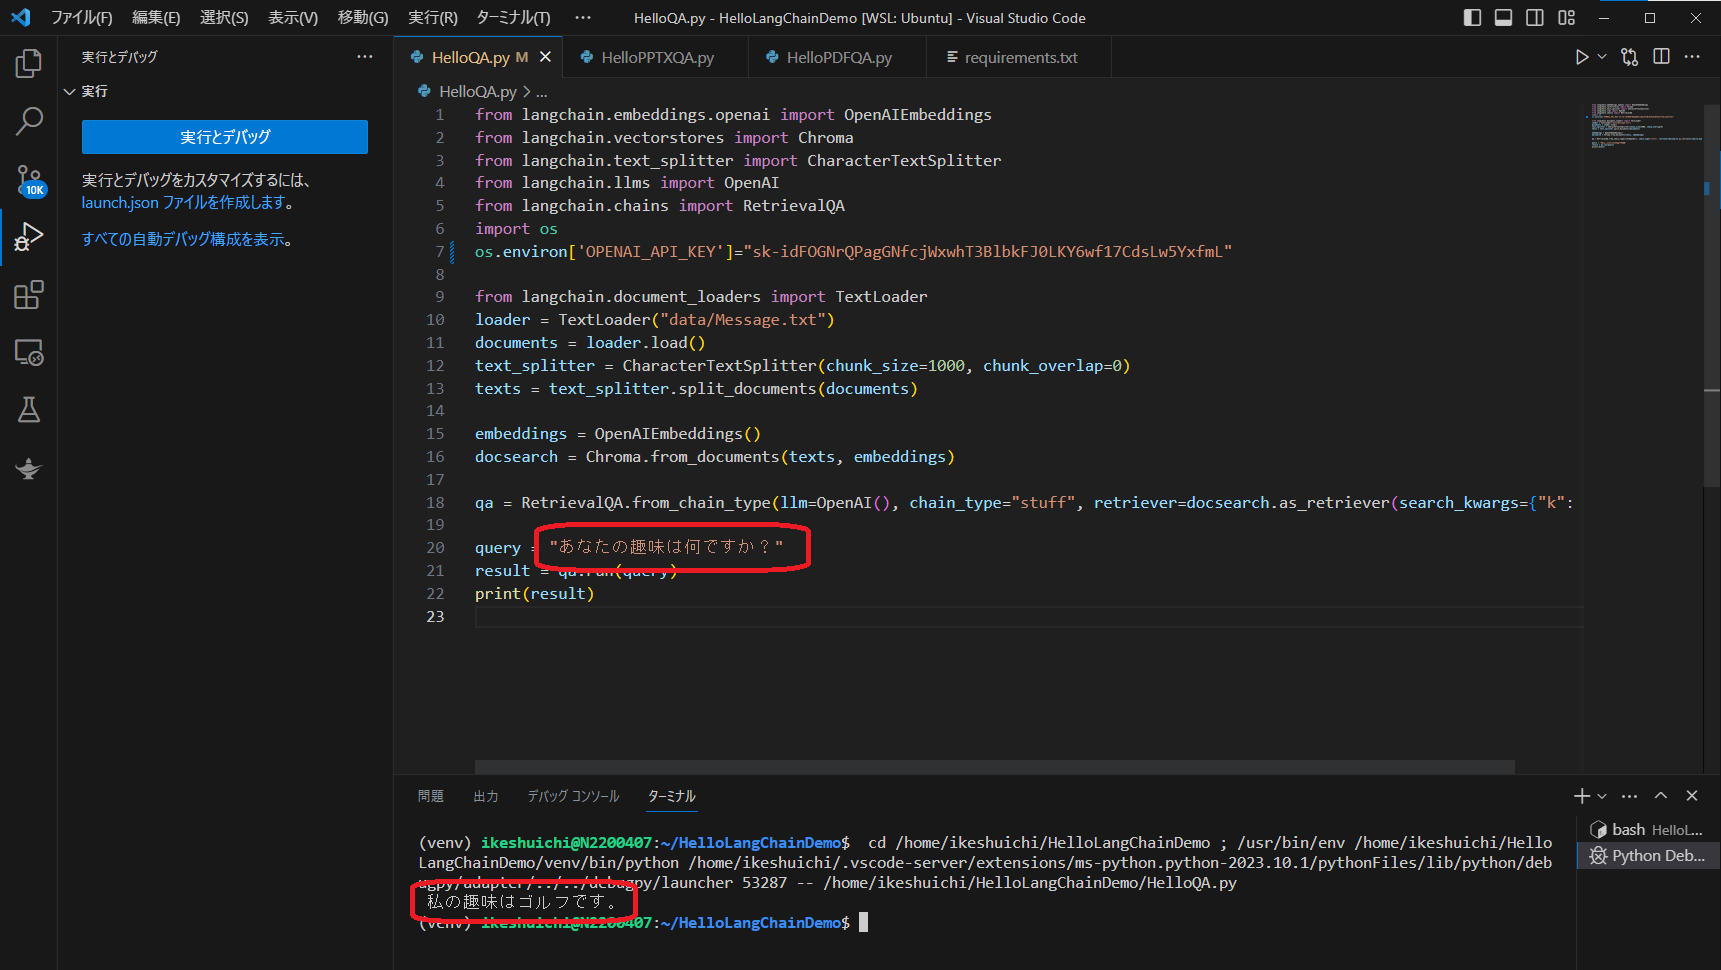 ファイル(F) 編集(E) 選択(S) 表示(V) 移動(G) 実行(R) ターミナル(T) ···
HelloQA.py - HelloLangChainDemo [WSL: Ubuntu] - Visual Studio Code
実行とデバッグ
実行
実行とデバッグ
実行とデバッグをカスタマイズするには、
launch.json ファイルを作成します。
すべての自動デバッグ構成を表示。
10K
HelloQA.py M
HelloPPTXQA.py
HelloPDFQA.py
requirements.txt
HelloQA.py > ...
1 from langchain.embeddings.openai import OpenAIEmbeddings
2 from langchain.vectorstores import Chroma
3 from langchain.text_splitter import CharacterTextSplitter
4 from langchain.llms import OpenAI
5 from langchain.chains import RetrievalQA
6 import os
7 os.environ['OPENAI_API_KEY']="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"
8
9 from langchain.document_loaders import TextLoader
10 loader = TextLoader("data/Message.txt")
11 documents = loader.load()
12 text_splitter = CharacterTextSplitter(chunk_size=1000, chunk_overlap=0)
13 texts = text_splitter.split_documents(documents)
14
15 embeddings = OpenAIEmbeddings()
16 docsearch = Chroma.from_documents(texts, embeddings)
17
18 qa = RetrievalQA.from_chain_type(llm=OpenAI(), chain_type="stuff", retriever=docsearch.as_retriever(search_kwargs={"k":
19
20 query = "あなたの趣味は何ですか？"
21 result = qa.run(query)
22 print(result)
23
問題 出力 デバッグ コンソール ターミナル
(venv) ikeshuichi@N2200407:~/HelloLangChainDemo$ cd /home/ikeshuichi/HelloLangChainDemo ; /usr/bin/env /home/ikeshuichi/Hello
LangChainDemo/venv/bin/python /home/ikeshuichi/.vscode-server/extensions/ms-python.python-2023.10.1/pythonFiles/lib/python/deb
ugpy/adapter/../../debugpy/launcher 53287 -- /home/ikeshuichi/HelloLangChainDemo/HelloQA.py
私の趣味はゴルフです。
(venv) ikeshuichi@N2200407:~/HelloLangChainDemo$
bash HelloL...
Python Deb...